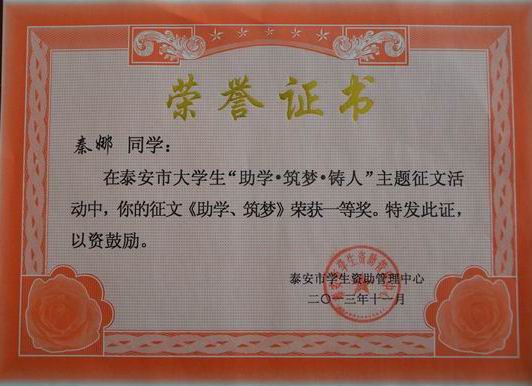 荣誉证书
秦娜 同学：
在泰安市大学生“助学•筑梦•铸人”主题征文活
动中，你的征文《助学、筑梦》荣获一等奖。特发此证，
以资鼓励。
泰安市学生资助管理中心
二〇一三年十一月